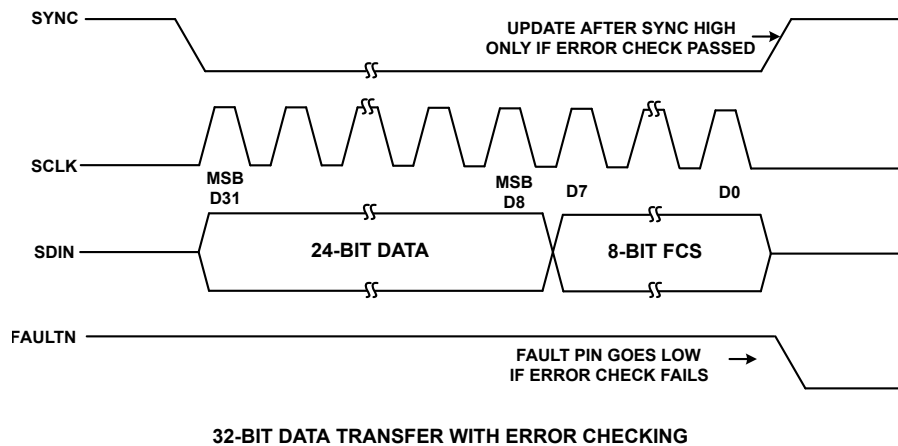 SYNC
UPDATE AFTER SYNC HIGH
ONLY IF ERROR CHECK PASSED
SCLK
MSB
D31
MSB
D8
D7
D0
SDIN
24-BIT DATA
8-BIT FCS
FAULTN
FAULT PIN GOES LOW
IF ERROR CHECK FAILS
32-BIT DATA TRANSFER WITH ERROR CHECKING